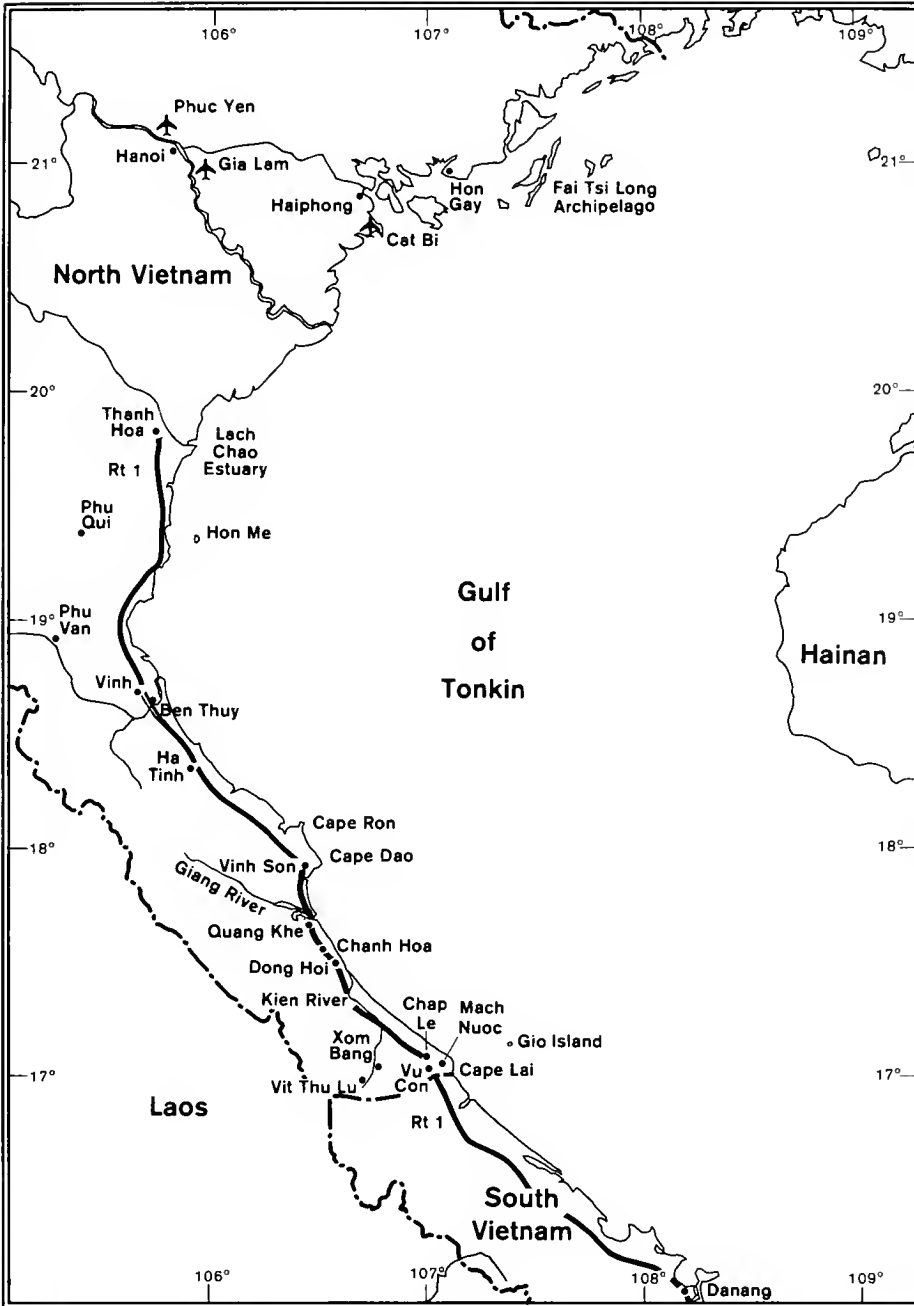 106°
107°
108°
109°
Phuc Yen
Hanoi
21°
Gia Lam
Hon
Gay
21°
Fai Tsi Long
Archipelago
Haiphong
Cat Bi
North Vietnam
20°
20°
Thanh
Hoa
Lach
Chao
Estuary
Rt 1
Phu
Qui
Hon Me
Gulf
of
Tonkin
19°
Phu
Van
19°
Hainan
Vinh
Ben Thuy
Ha
Tinh
Cape Ron
18°
18°
Vinh Son
Cape Dao
Giang River
Quang Khe
Chanh Hoa
Dong Hoi
Kien River
Chap
Le
Mach
Nuoc
Xom
Bang
Gio Island
17°
Vu
Con
Cape Lai
17°
Vit Thu Lu
Laos
Rt 1
South
Vietnam
106°
107°
108°
109°
Danang